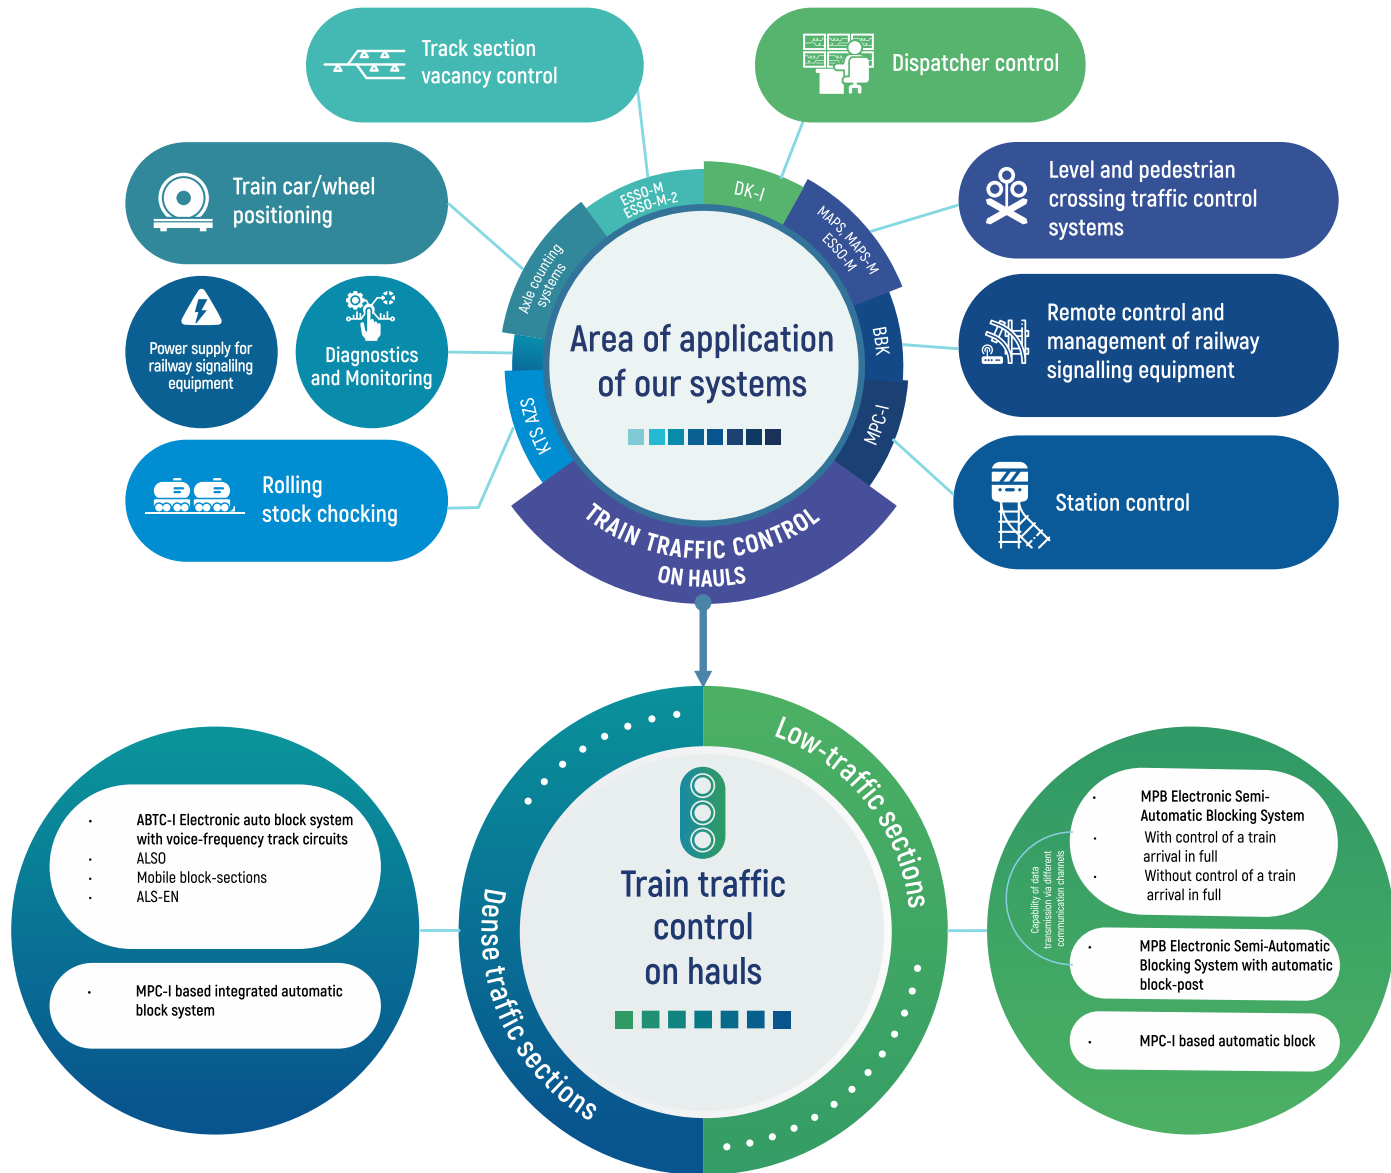 Track section
vacancy control
Dispatcher control
Train car/wheel
positioning
Level and pedestrian
crossing traffic control
systems
ESSO-M
ESSO-M-2
DK-I
MAPS, MAPS-M
ESSO-M
Axle counting
systems
BBK
MPC-I
KTS AZS
Power supply for
railway signaliling
equipment
Diagnostics
and Monitoring
Area of application
of our systems
Remote control and
management of railway
signalling equipment
Rolling
stock chocking
Station control
TRAIN TRAFFIC CONTROL
ON HAULS
Low-traffic sections
Dense traffic sections
Train traffic
control
on hauls
· ABTC-I Electronic auto block system
with voice-frequency track circuits
· ALSO
· Mobile block-sections
· ALS-EN
· MPC-I based integrated automatic
block system
· MPB Electronic Semi-
Automatic Blocking System
· With control of a train
arrival in full
· Without control of a train
arrival in full
Capability of data
transmission via different
communication channels
· MPB Electronic Semi-Automatic
Blocking System with automatic
block-post
· MPC-I based automatic block